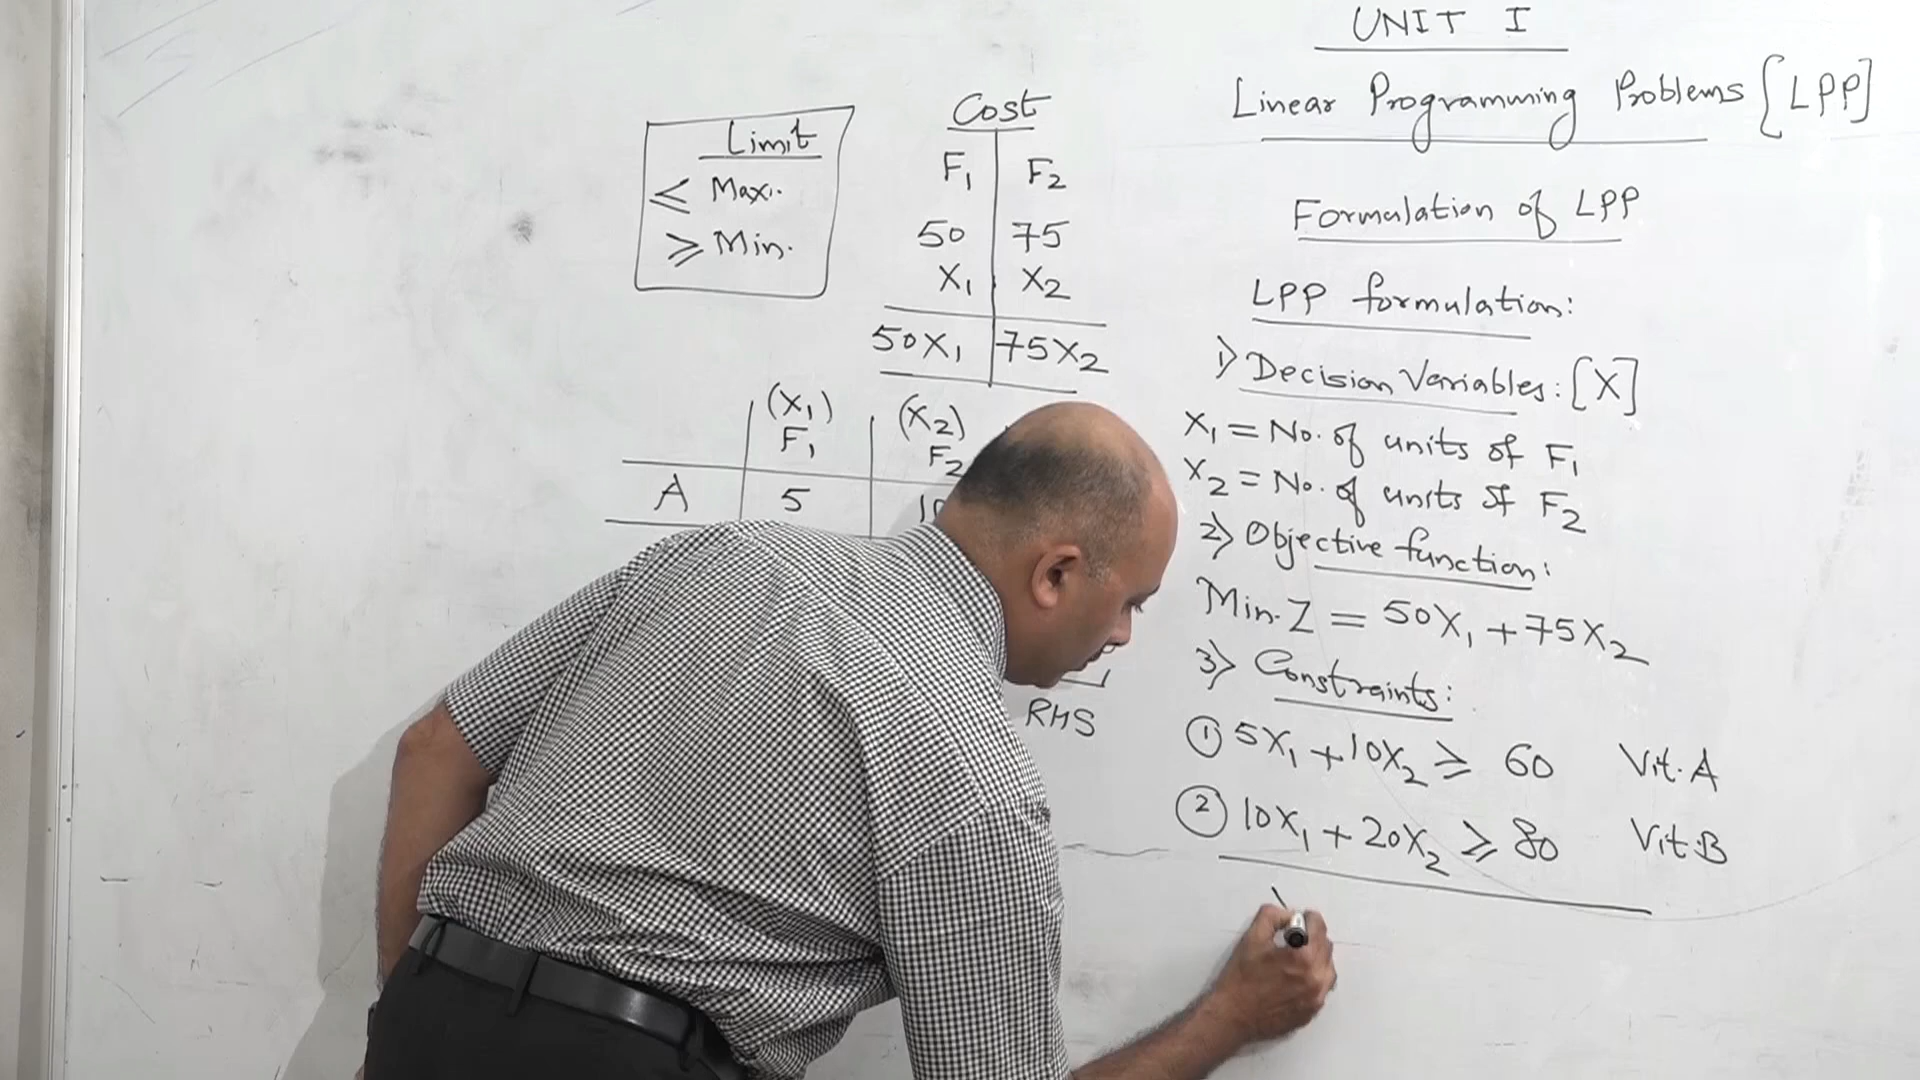 UNIT I
Linear Programming Problems [LPP]
Formulation of LPP
LPP formulation:
1) Decision Variables: [X]
X₁ = No. of units of F₁
X₂ = No. of units of F₂
2) Objective function:
Min. Z = 50X₁ + 75X₂
3) Constraints:
① 5X₁ + 10X₂ ≥ 60 Vit. A
② 10X₁ + 20X₂ ≥ 80 Vit. B
Limit
≤ Max.
≥ Min.
Cost
F₁ F₂
50 75
X₁ X₂
50X₁ 75X₂
(X₁) (X₂)
F₁ F₂
A 5 10
RHS